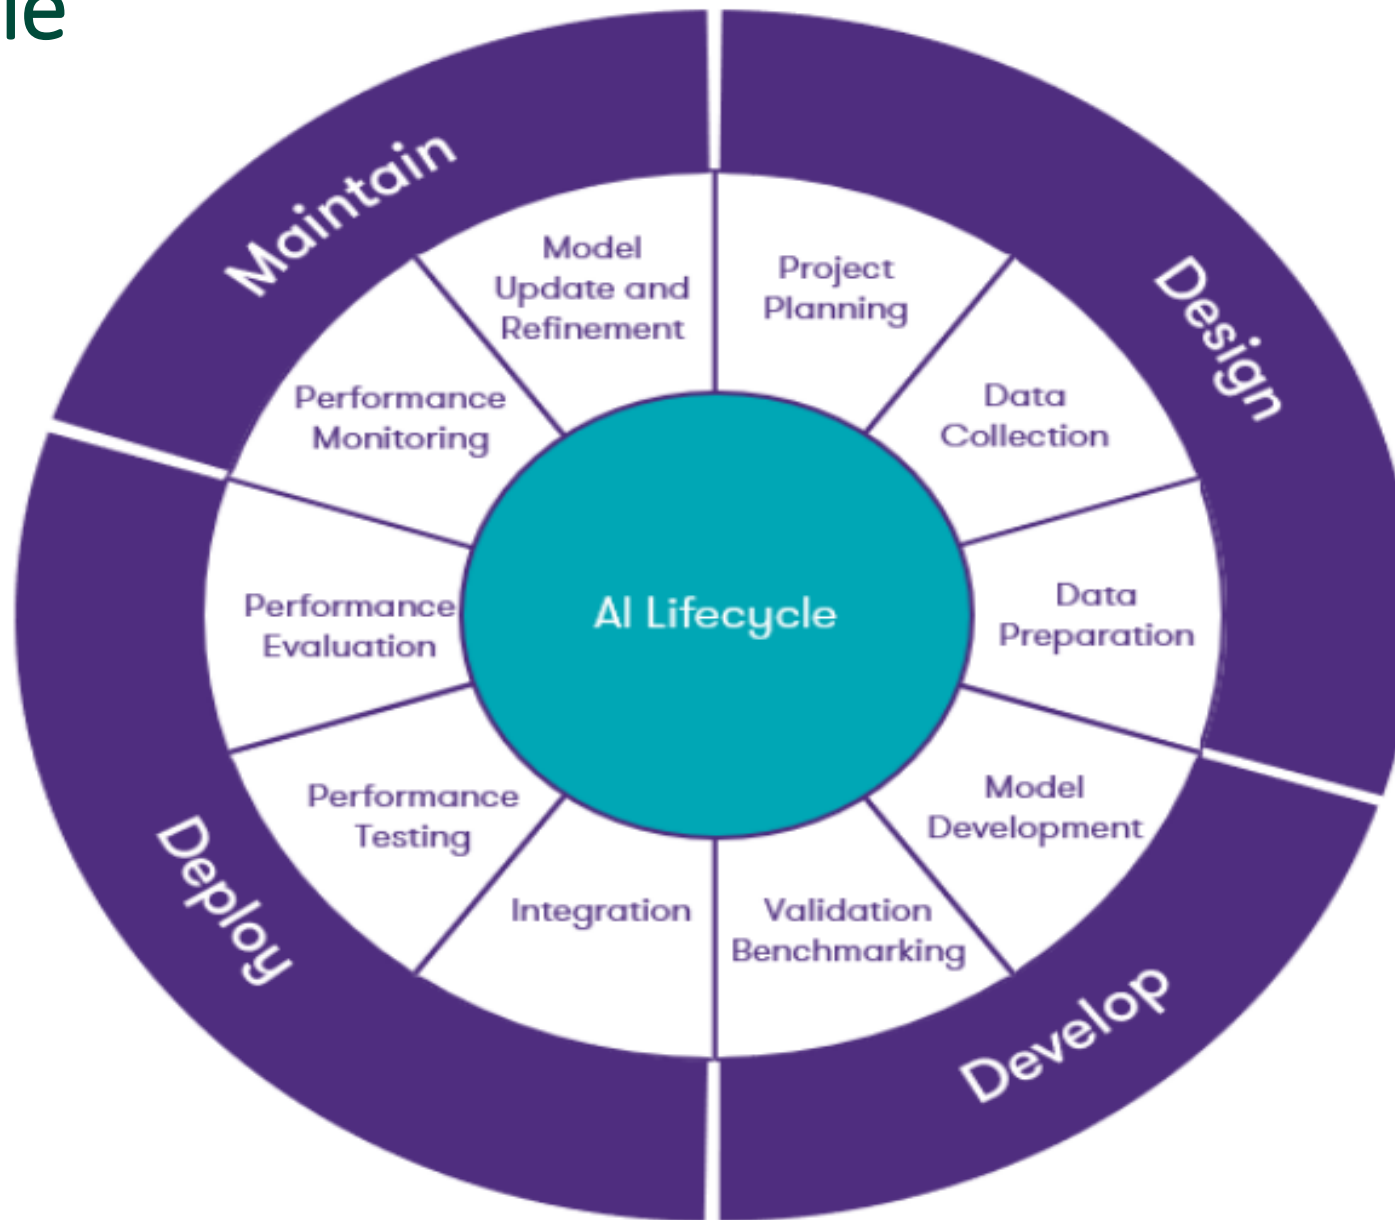 le
Maintain
Design
Model
Update and
Refinement
Project
Planning
Performance
Monitoring
Data
Collection
Performance
Evaluation
AI Lifecycle
Data
Preparation
Performance
Testing
Model
Development
Integration
Validation
Benchmarking
Deploy
Develop